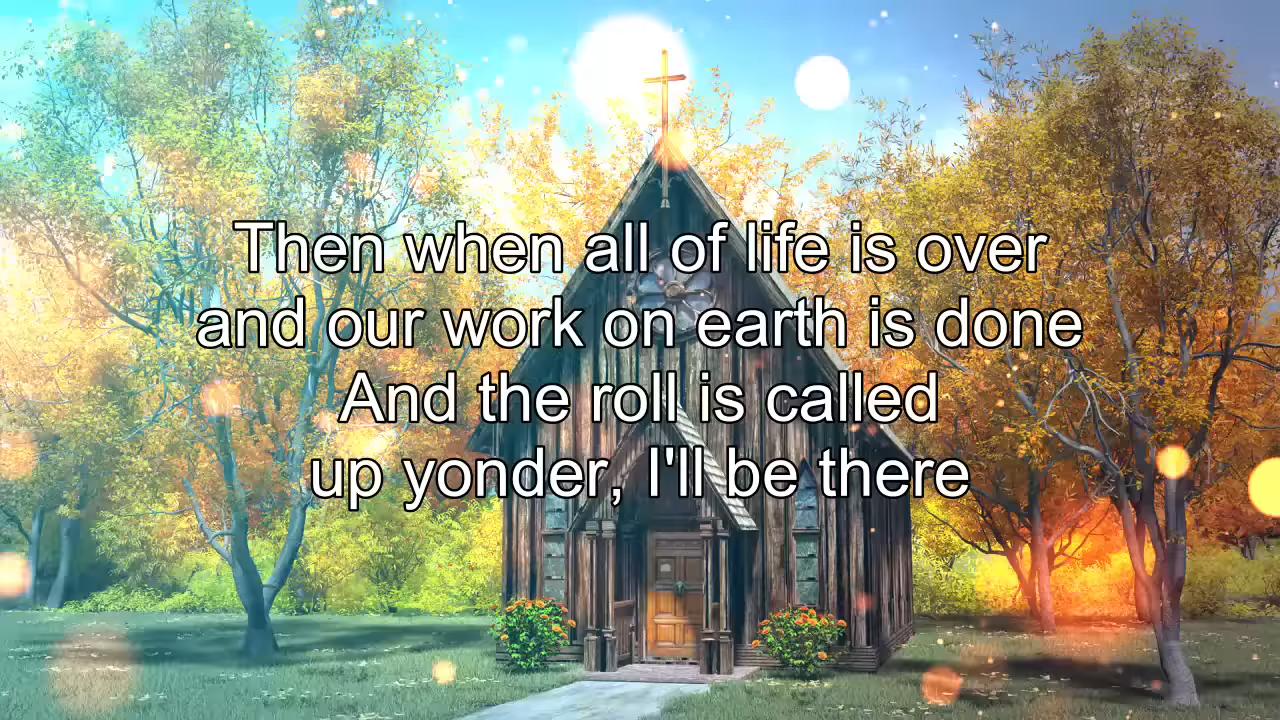 Then when all of life is over
and our work on earth is done
And the roll is called
up yonder, I'll be there